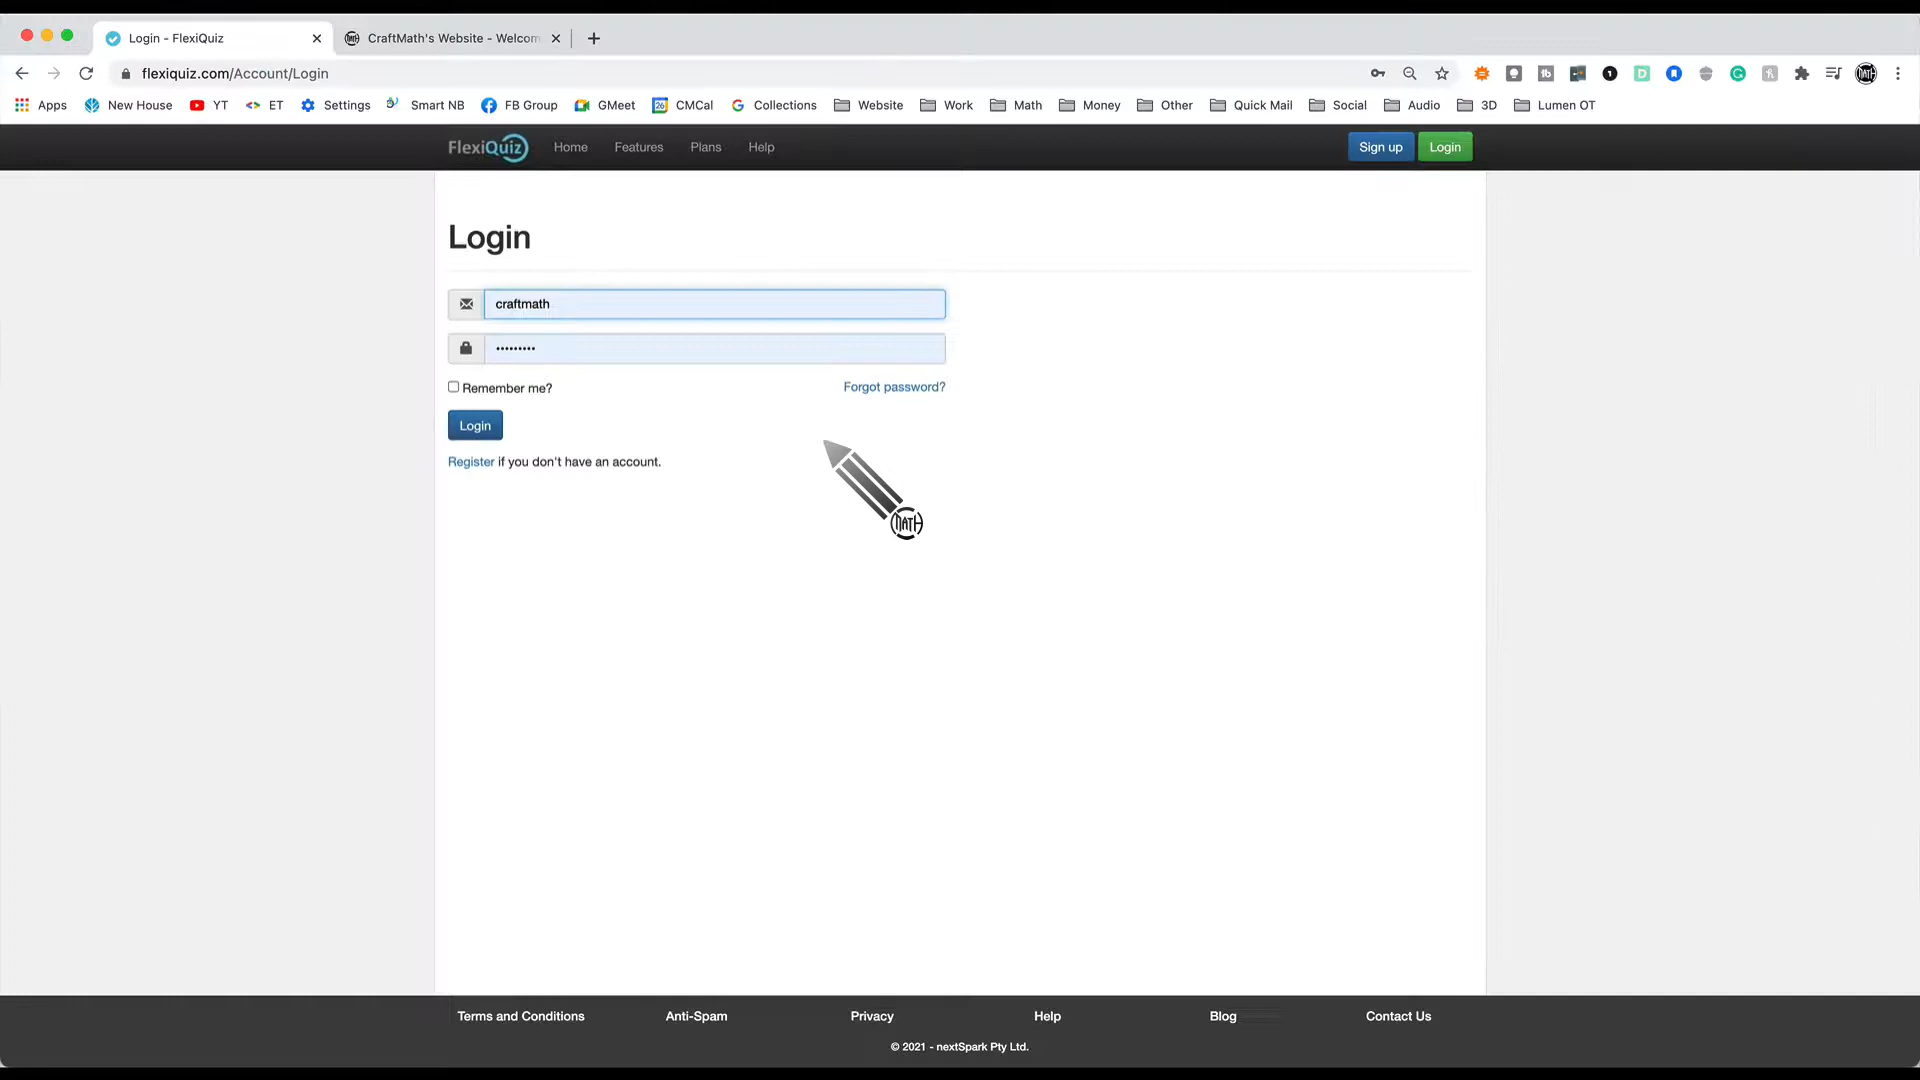 Login - FlexiQuiz
CraftMath's Website - Welcom
flexiquiz.com/Account/Login
Apps
New House
YT
ET
Settings
Smart NB
FB Group
GMeet
CMCal
Collections
Website
Work
Math
Money
Other
Quick Mail
Social
Audio
3D
Lumen OT
FlexiQuiz
Home
Features
Plans
Help
Sign up
Login
Login
craftmath
•••••••••
Remember me?
Forgot password?
Login
Register if you don't have an account.
MATH
Terms and Conditions
Anti-Spam
Privacy
Help
Blog
Contact Us
© 2021 - nextSpark Pty Ltd.